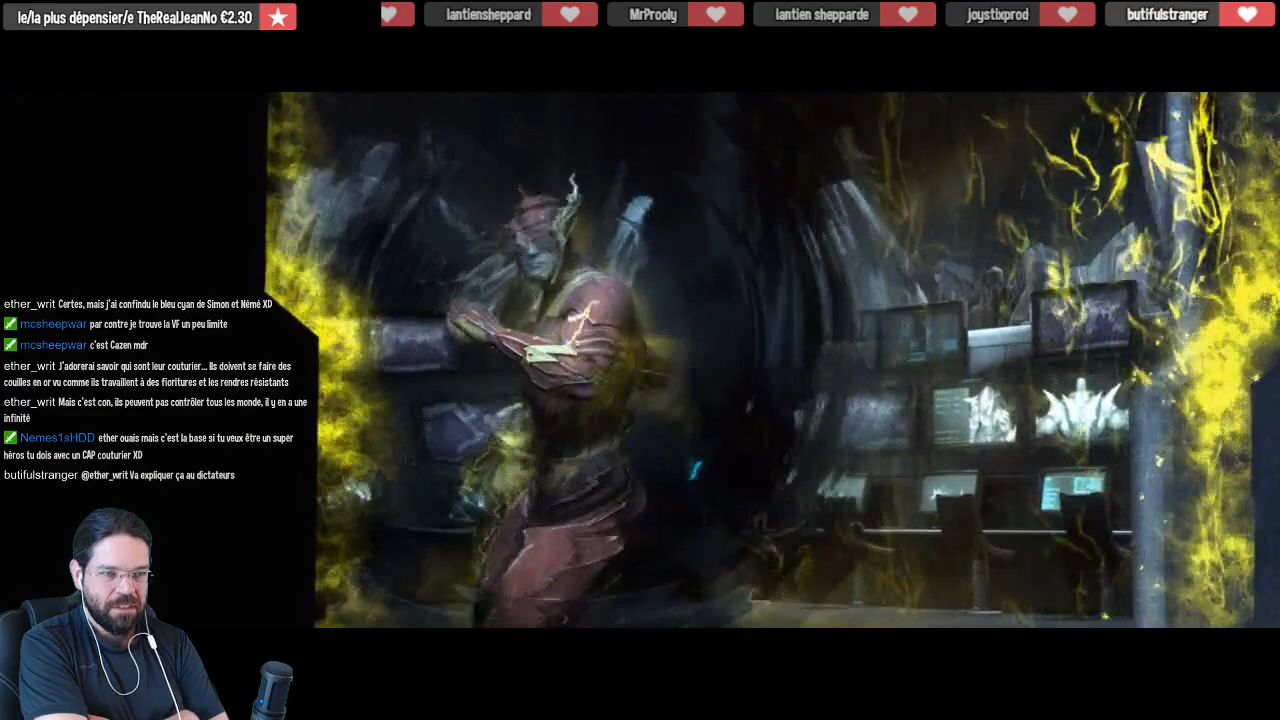 le/la plus dépensier/e TheRealJeanNo €2.30
lantiensheppard
MrProoly
lantien shepparde
joystixprod
butifulstranger
ether_writ Certes, mais j'ai confindu le bleu cyan de Simon et Némé XD
mcsheepwar par contre je trouve la VF un peu limite
mcsheepwar c'est Cazen mdr
ether_writ J'adorerai savoir qui sont leur couturier... Ils doivent se faire des
couilles en or vu comme ils travaillent à des fioritures et les rendres résistants
ether_writ Mais c'est con, ils peuvent pas contrôler tous les monde, il y en a une
infinité
Nemes1sHDD ether ouais mais c'est la base si tu veux être un super
héros tu dois avec un CAP couturier XD
butifulstranger @ether_writ Va expliquer ça au dictateurs